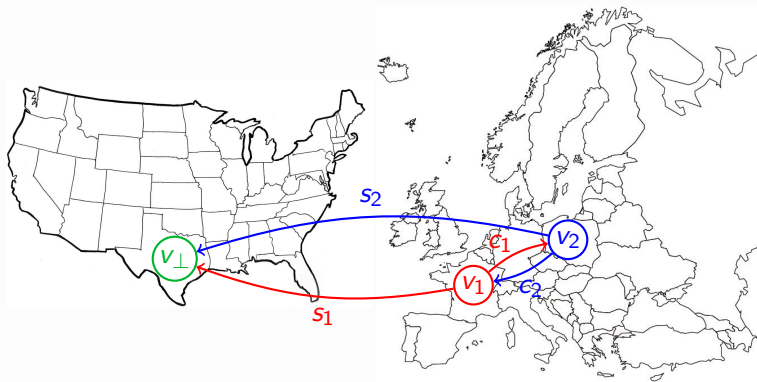 s₂
c₁
v₂
v⊥
v₁
c₂
s₁